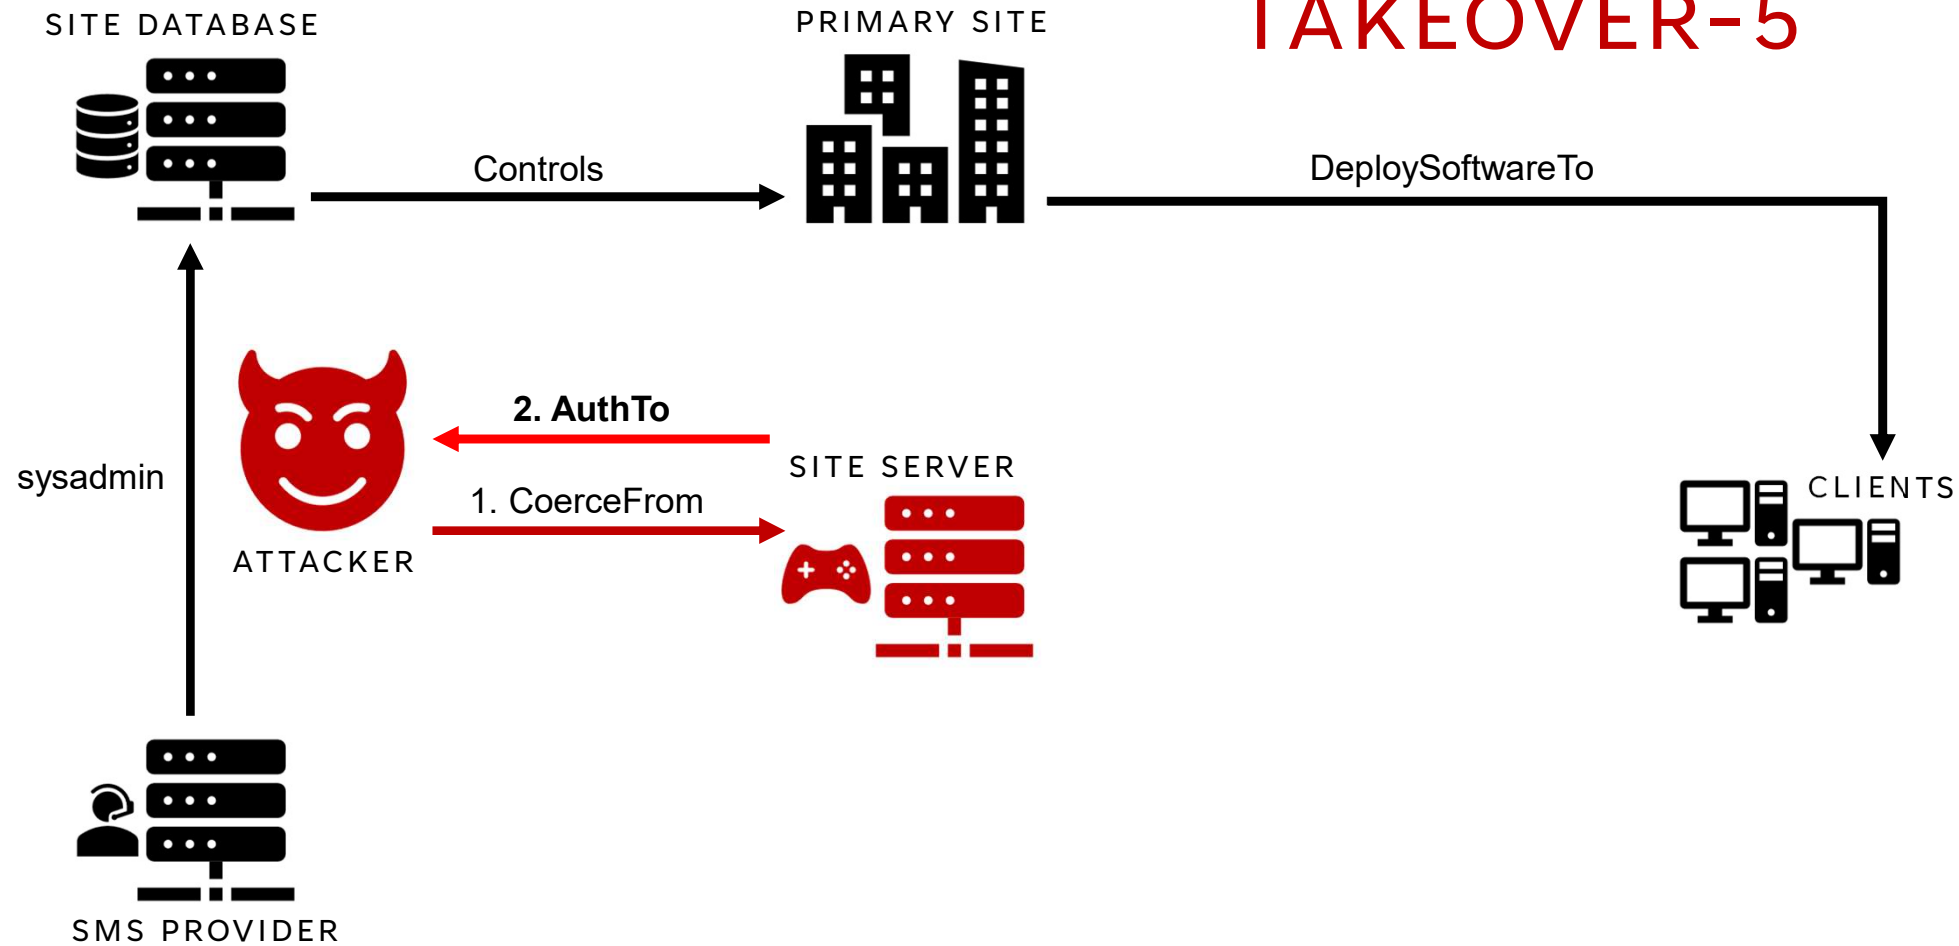 TAKEOVER-5
SITE DATABASE
PRIMARY SITE
Controls
DeploySoftwareTo
2. AuthTo
SITE SERVER
sysadmin
1. CoerceFrom
CLIENTS
ATTACKER
SMS PROVIDER